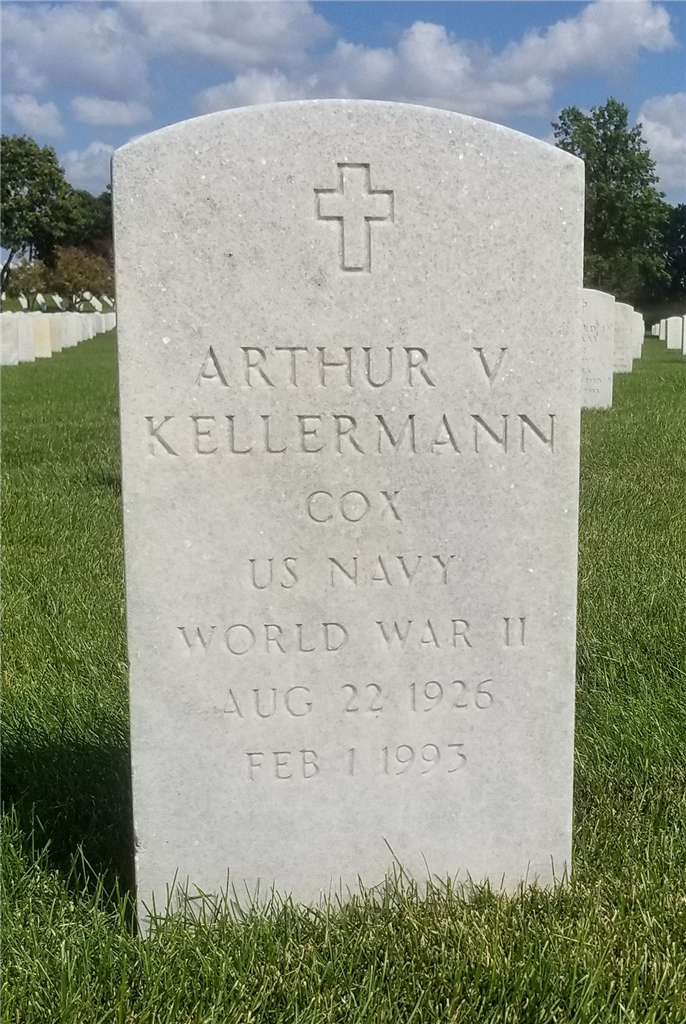 ARTHUR V
KELLERMANN
COX
US NAVY
WORLD WAR II
AUG 22 1926
FEB 1 1993